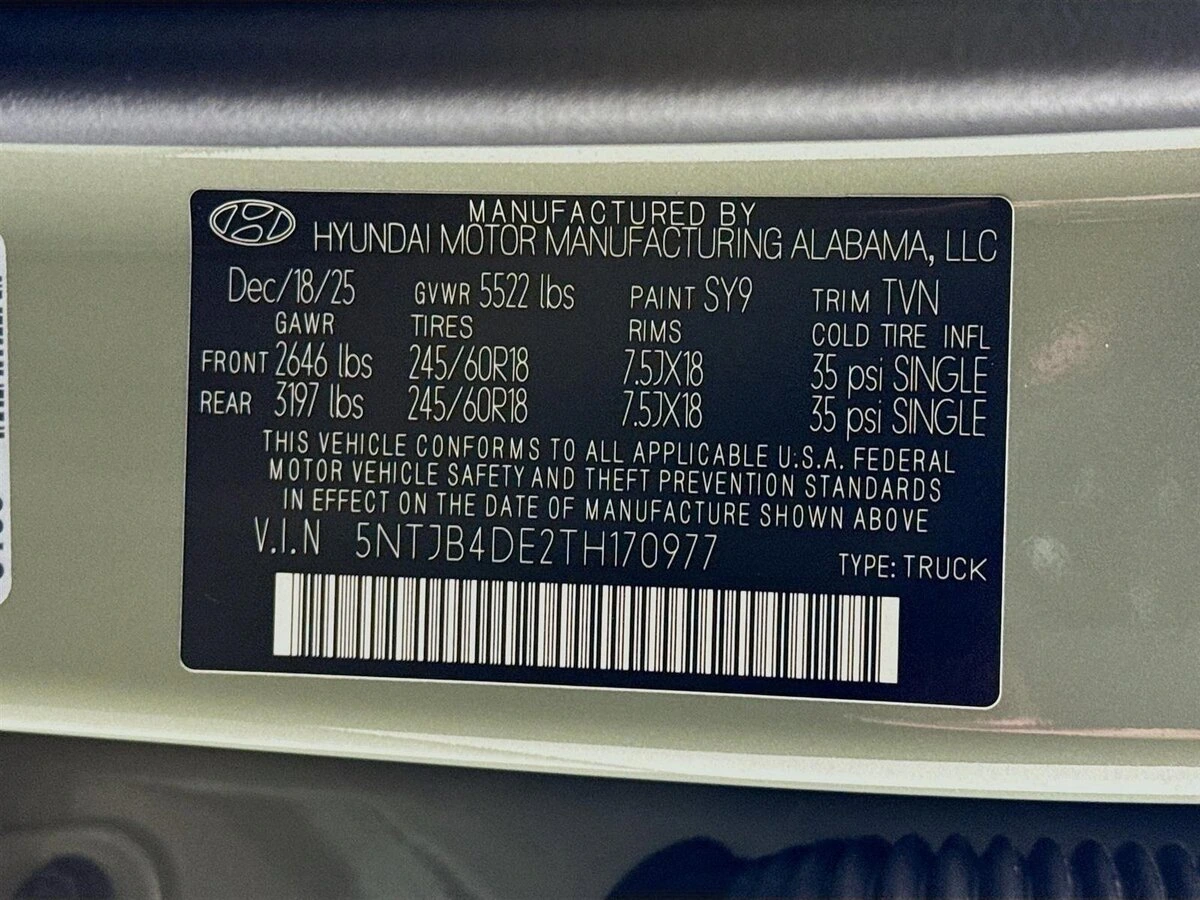 MANUFACTURED BY
HYUNDAI MOTOR MANUFACTURING ALABAMA, LLC
Dec/18/25 GVWR 5522 lbs PAINT SY9 TRIM TVN
GAWR TIRES RIMS COLD TIRE INFL
FRONT 2646 lbs 245/60R18 7.5JX18 35 psi SINGLE
REAR 3197 lbs 245/60R18 7.5JX18 35 psi SINGLE
THIS VEHICLE CONFORMS TO ALL APPLICABLE U.S.A. FEDERAL
MOTOR VEHICLE SAFETY AND THEFT PREVENTION STANDARDS
IN EFFECT ON THE DATE OF MANUFACTURE SHOWN ABOVE
V.I.N 5NTJB4DE2TH170977 TYPE: TRUCK